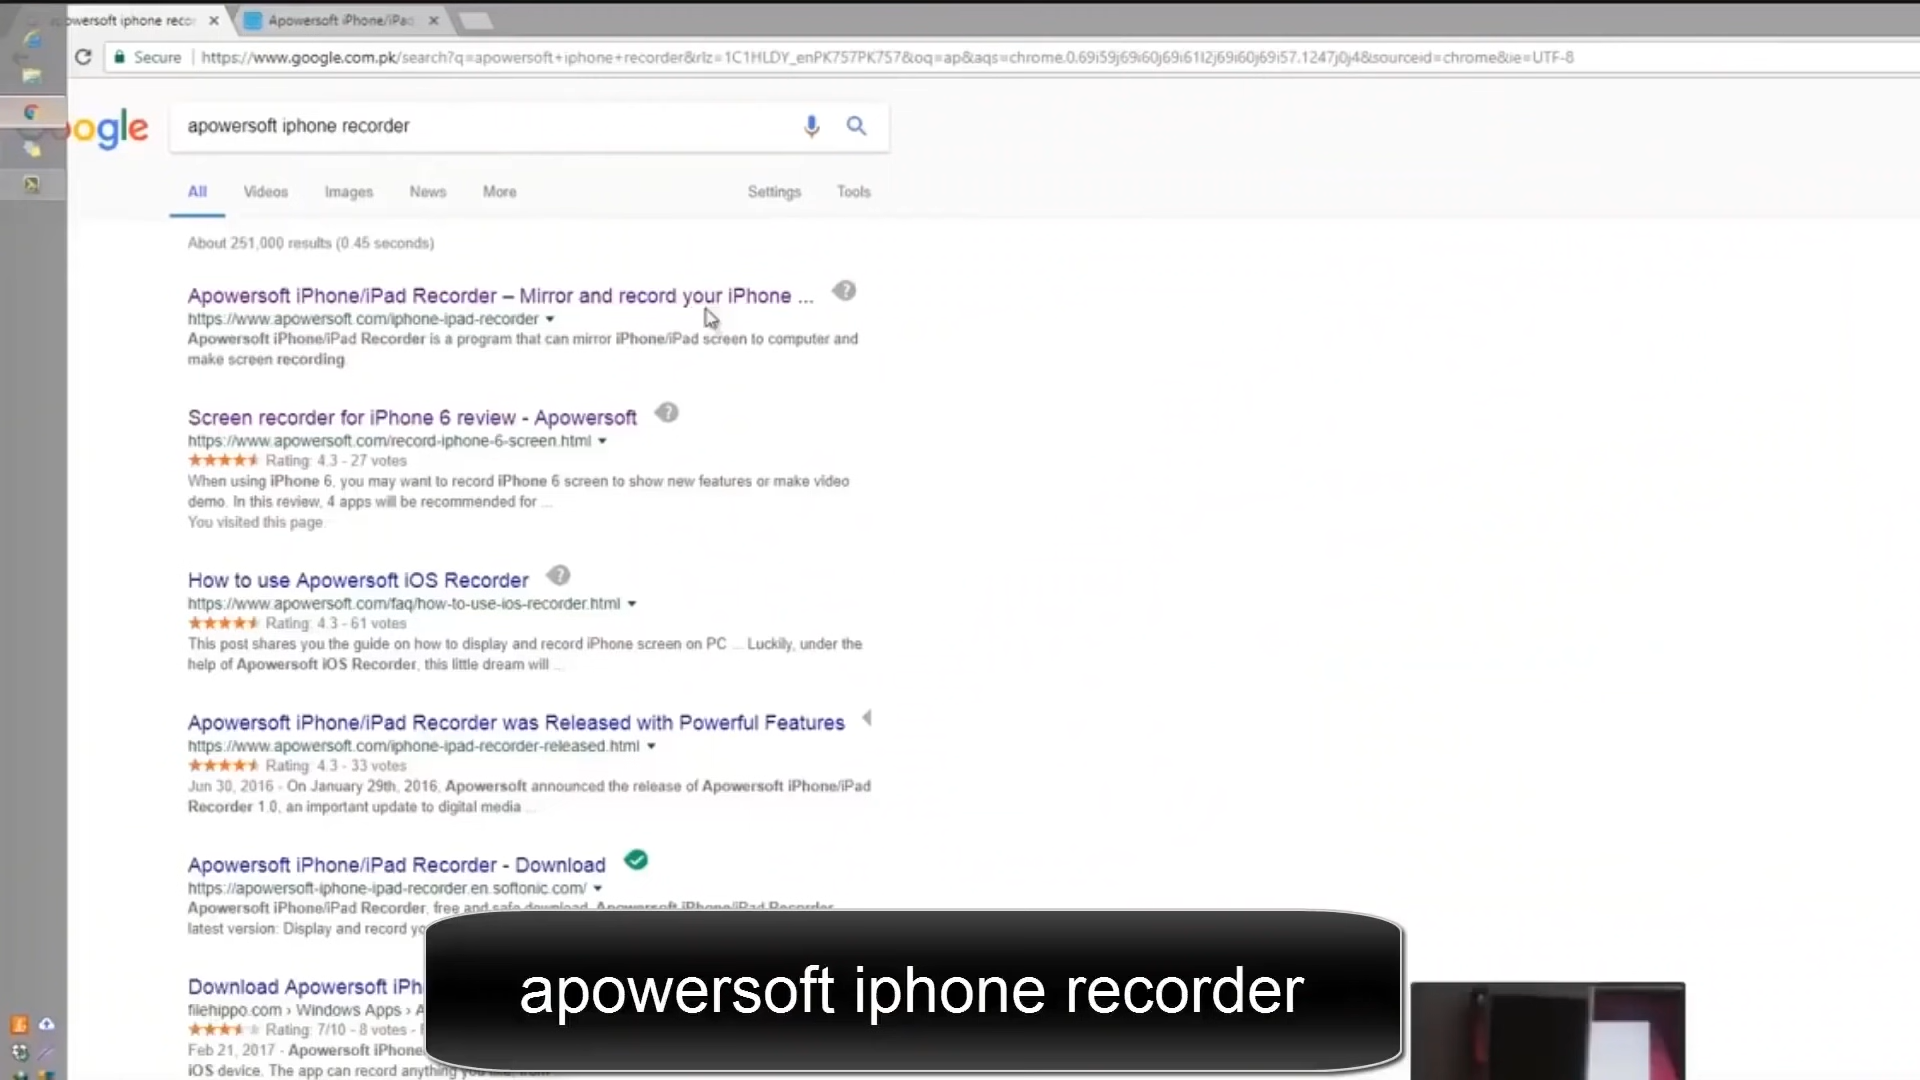 apowersoft iphone reco
Apowersoft iPhone/iPad
Secure
https://www.google.com.pk/search?q=apowersoft+iphone+recorder&rlz=1C1HLDY_enPK757PK757&oq=ap&aqs=chrome.0.69i59j69i60j69i61l2j69i60j69i57.1247j0j4&sourceid=chrome&ie=UTF-8
ogle
apowersoft iphone recorder
All Videos Images News More Settings Tools
About 251,000 results (0.45 seconds)
Apowersoft iPhone/iPad Recorder – Mirror and record your iPhone ...
https://www.apowersoft.com/iphone-ipad-recorder
Apowersoft iPhone/iPad Recorder is a program that can mirror iPhone/iPad screen to computer and
make screen recording
Screen recorder for iPhone 6 review - Apowersoft
https://www.apowersoft.com/record-iphone-6-screen.html
Rating: 4.3 - 27 votes
When using iPhone 6, you may want to record iPhone 6 screen to show new features or make video
demo. In this review, 4 apps will be recommended for ...
You visited this page.
How to use Apowersoft iOS Recorder
https://www.apowersoft.com/faq/how-to-use-ios-recorder.html
Rating: 4.3 - 61 votes
This post shares you the guide on how to display and record iPhone screen on PC ... Luckily, under the
help of Apowersoft iOS Recorder, this little dream will ...
Apowersoft iPhone/iPad Recorder was Released with Powerful Features
https://www.apowersoft.com/iphone-ipad-recorder-released.html
Rating: 4.3 - 33 votes
Jun 30, 2016 - On January 29th, 2016, Apowersoft announced the release of Apowersoft iPhone/iPad
Recorder 1.0, an important update to digital media ...
Apowersoft iPhone/iPad Recorder - Download
https://apowersoft-iphone-ipad-recorder.en.softonic.com/
Apowersoft iPhone/iPad Recorder, free and safe download. Apowersoft iPhone/iPad Recorder
latest version: Display and record yo
Download Apowersoft iPh
filehippo.com › Windows Apps › A
Rating: 7/10 - 8 votes -
Feb 21, 2017 - Apowersoft iPhone
iOS device. The app can record anything
apowersoft iphone recorder